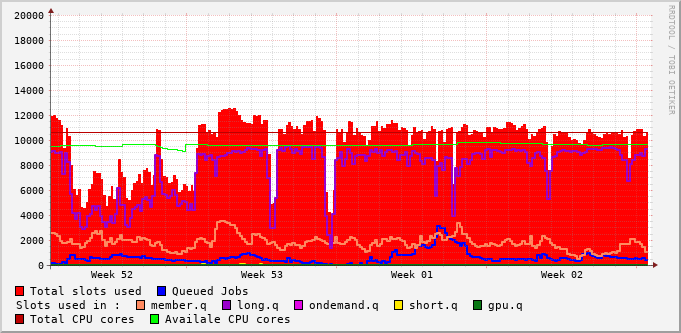 20000
18000
16000
14000
12000
10000
8000
6000
4000
2000
0
Week 52 Week 53 Week 01 Week 02
Total slots used Queued Jobs
Slots used in : member.q long.q ondemand.q short.q gpu.q
Total CPU cores Availale CPU cores
RRDTOOL / TOBI OETIKER